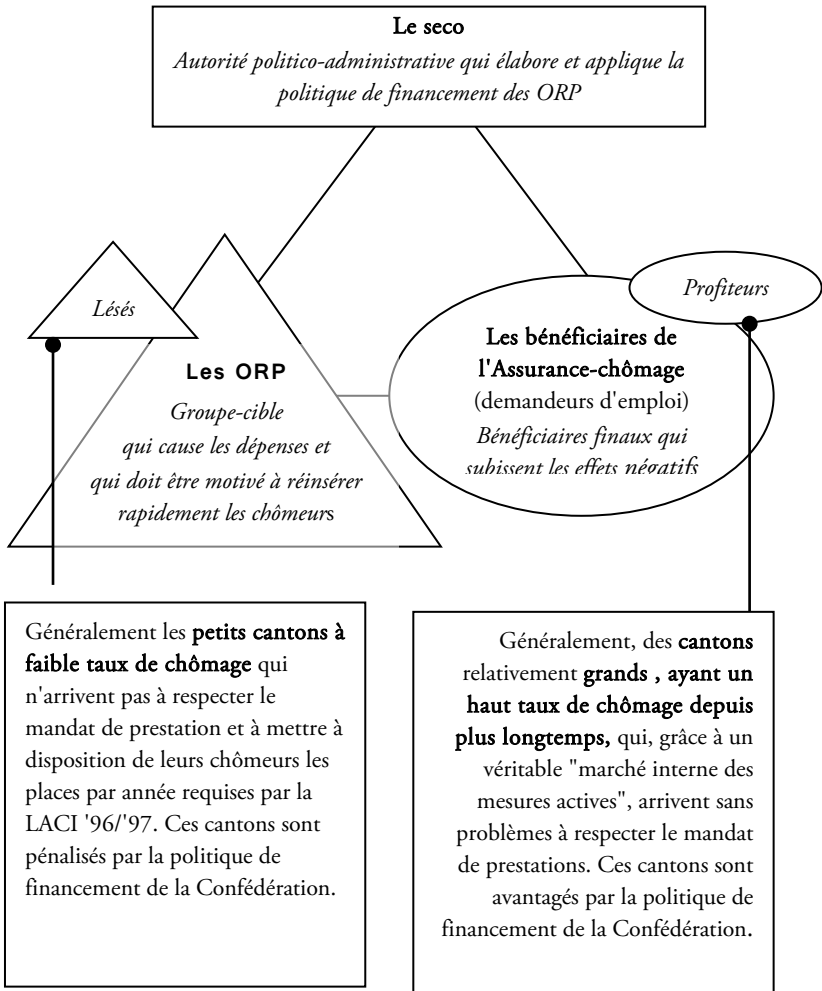 Le seco
Autorité politico-administrative qui élabore et applique la
politique de financement des ORP
Lésés
Profiteurs
Les ORP
Groupe-cible
qui cause les dépenses et
qui doit être motivé à réinsérer
rapidement les chômeurs
Les bénéficiaires de
l'Assurance-chômage
(demandeurs d'emploi)
Bénéficiaires finaux qui
subissent les effets négatifs
Généralement les petits cantons à
faible taux de chômage qui
n'arrivent pas à respecter le
mandat de prestation et à mettre à
disposition de leurs chômeurs les
places par année requises par la
LACI '96/'97. Ces cantons sont
pénalisés par la politique de
financement de la Confédération.
Généralement, des cantons
relativement grands , ayant un
haut taux de chômage depuis
plus longtemps, qui, grâce à un
véritable "marché interne des
mesures actives", arrivent sans
problèmes à respecter le mandat
de prestations. Ces cantons sont
avantagés par la politique de
financement de la Confédération.